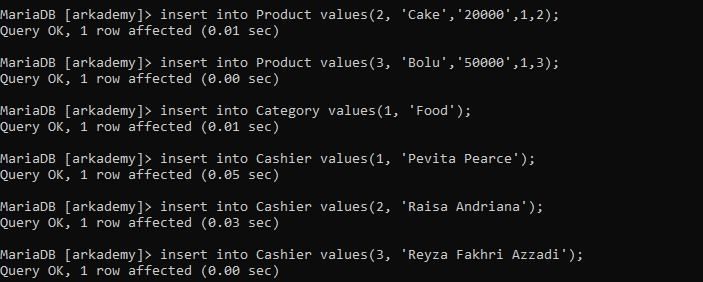 MariaDB [arkademy]> insert into Product values(2, 'Cake','20000',1,2);
Query OK, 1 row affected (0.01 sec)
MariaDB [arkademy]> insert into Product values(3, 'Bolu','50000',1,3);
Query OK, 1 row affected (0.00 sec)
MariaDB [arkademy]> insert into Category values(1, 'Food');
Query OK, 1 row affected (0.01 sec)
MariaDB [arkademy]> insert into Cashier values(1, 'Pevita Pearce');
Query OK, 1 row affected (0.05 sec)
MariaDB [arkademy]> insert into Cashier values(2, 'Raisa Andriana');
Query OK, 1 row affected (0.03 sec)
MariaDB [arkademy]> insert into Cashier values(3, 'Reyza Fakhri Azzadi');
Query OK, 1 row affected (0.00 sec)